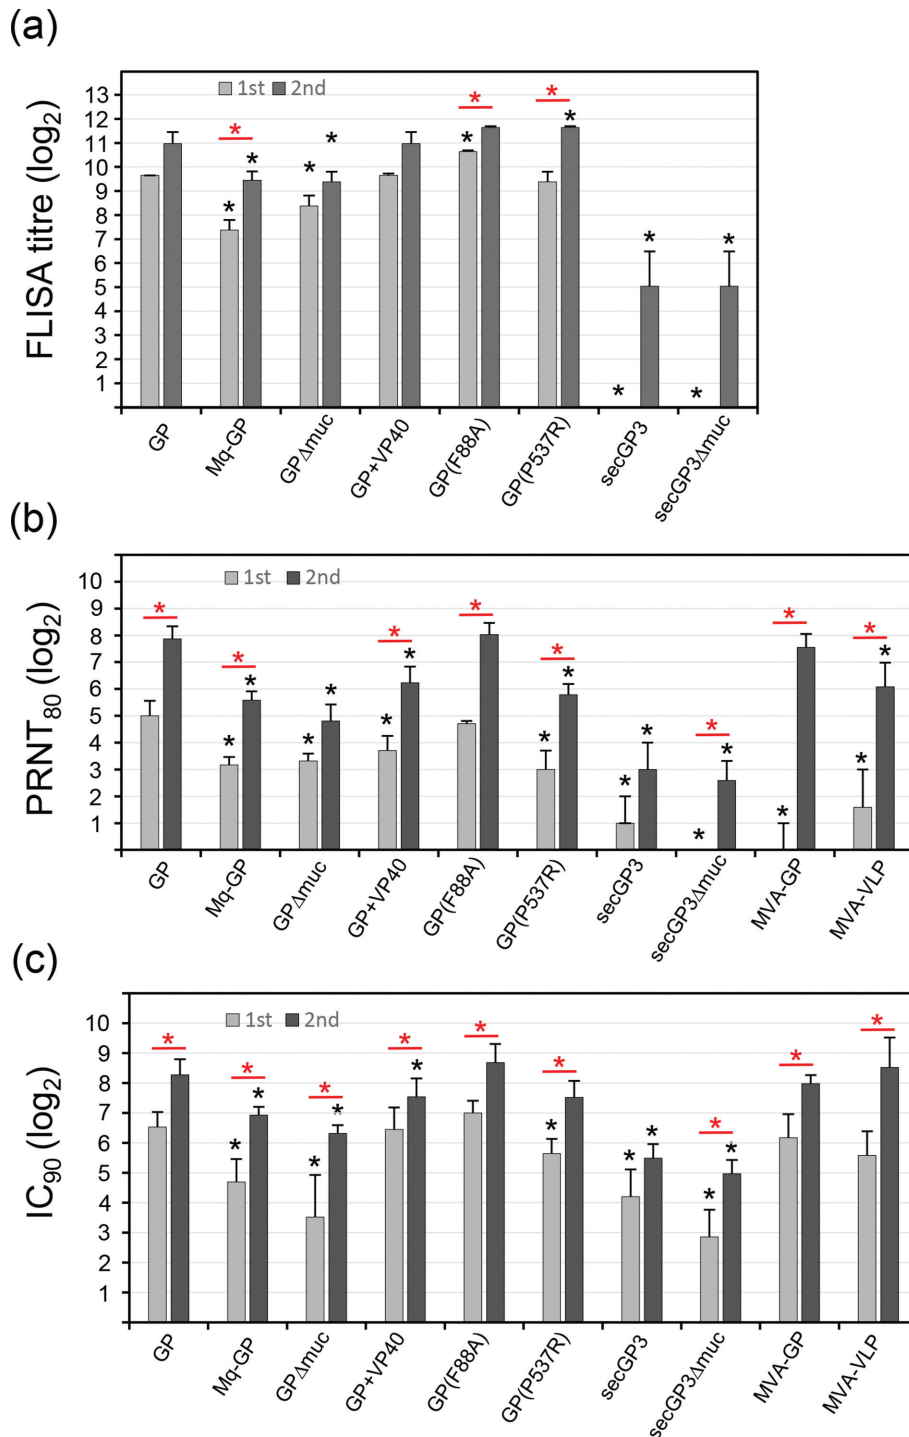 (a)
FLISA titre (log2)
1st 2nd
13
12
11
10
9
8
7
6
5
4
3
2
1
* * * * * * * * * * * * *
GP Mq-GP GPΔmuc GP+VP40 GP(F88A) GP(P537R) secGP3 secGP3Δmuc
(b)
PRNT80 (log2)
1st 2nd
10
9
8
7
6
5
4
3
2
1
GP Mq-GP GPΔmuc GP+VP40 GP(F88A) GP(P537R) secGP3 secGP3Δmuc MVA-GP MVA-VLP
(c)
IC90 (log2)
1st 2nd
10
9
8
7
6
5
4
3
2
1
GP Mq-GP GPΔmuc GP+VP40 GP(F88A) GP(P537R) secGP3 secGP3Δmuc MVA-GP MVA-VLP